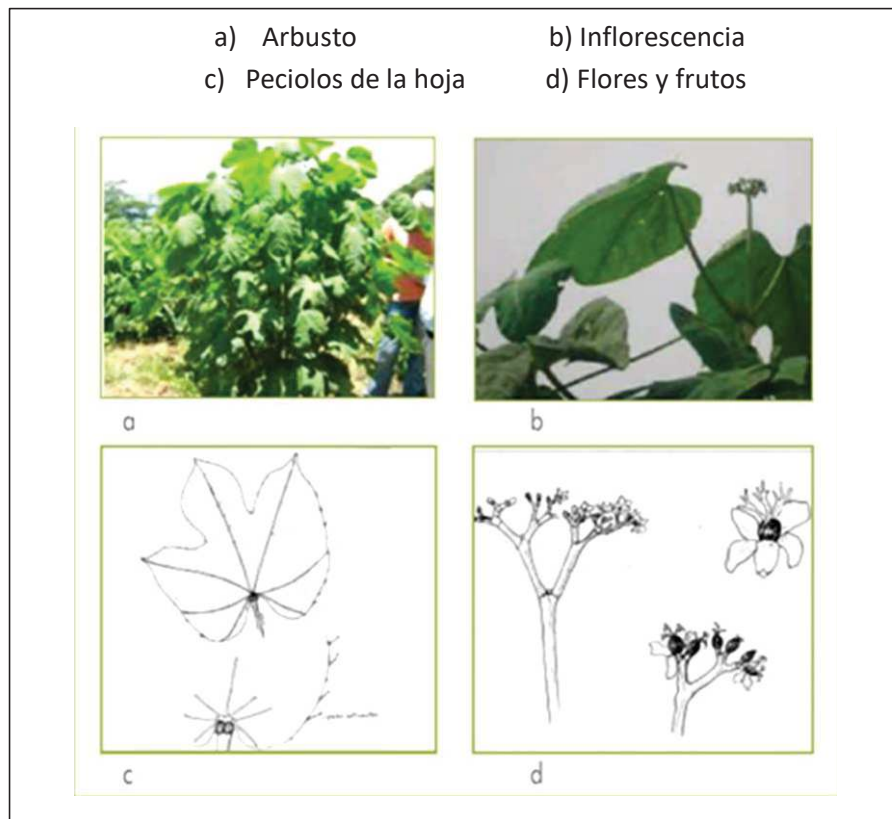 a) Arbusto b) Inflorescencia
c) Peciolos de la hoja d) Flores y frutos
a
b
c
d